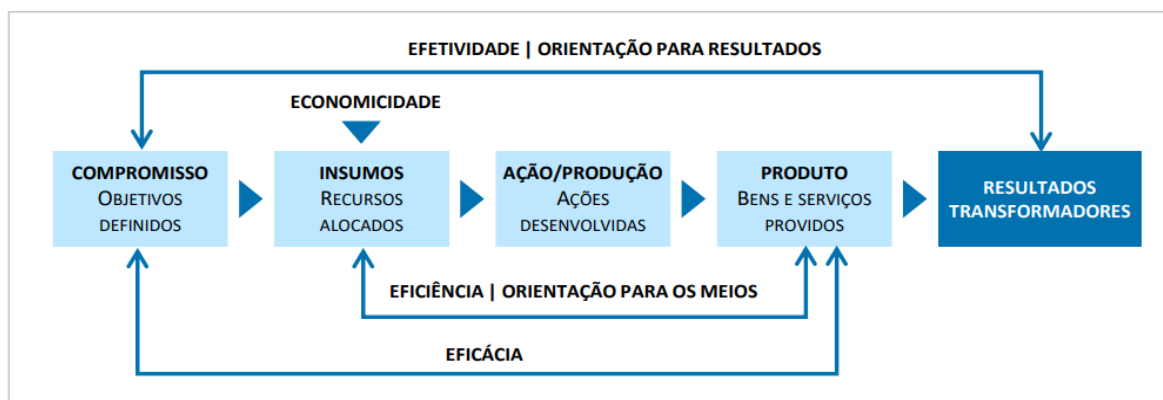 EFETIVIDADE | ORIENTAÇÃO PARA RESULTADOS
ECONOMICIDADE
COMPROMISSO
OBJETIVOS
DEFINIDOS
INSUMOS
RECURSOS
ALOCADOS
AÇÃO/PRODUÇÃO
AÇÕES
DESENVOLVIDAS
PRODUTO
BENS E SERVIÇOS
PROVIDOS
RESULTADOS
TRANSFORMADORES
EFICIÊNCIA | ORIENTAÇÃO PARA OS MEIOS
EFICÁCIA